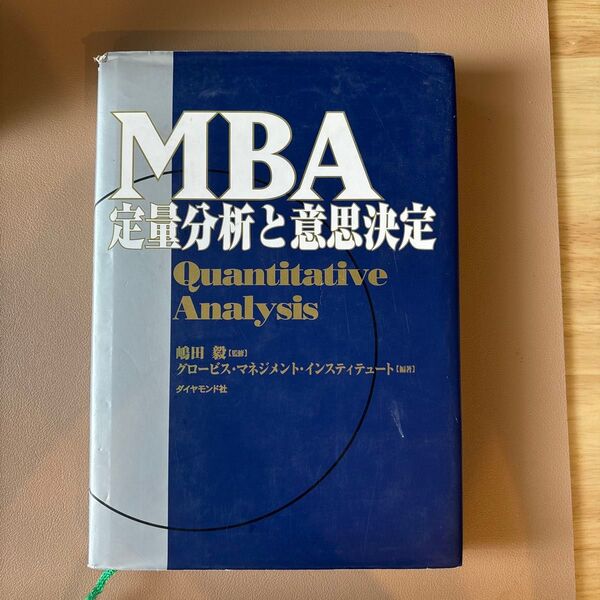 MBA
定量分析と意思決定
Quantitative
Analysis
嶋田 毅[監修]
グロービス・マネジメント・インスティテュート[編著]
ダイヤモンド社